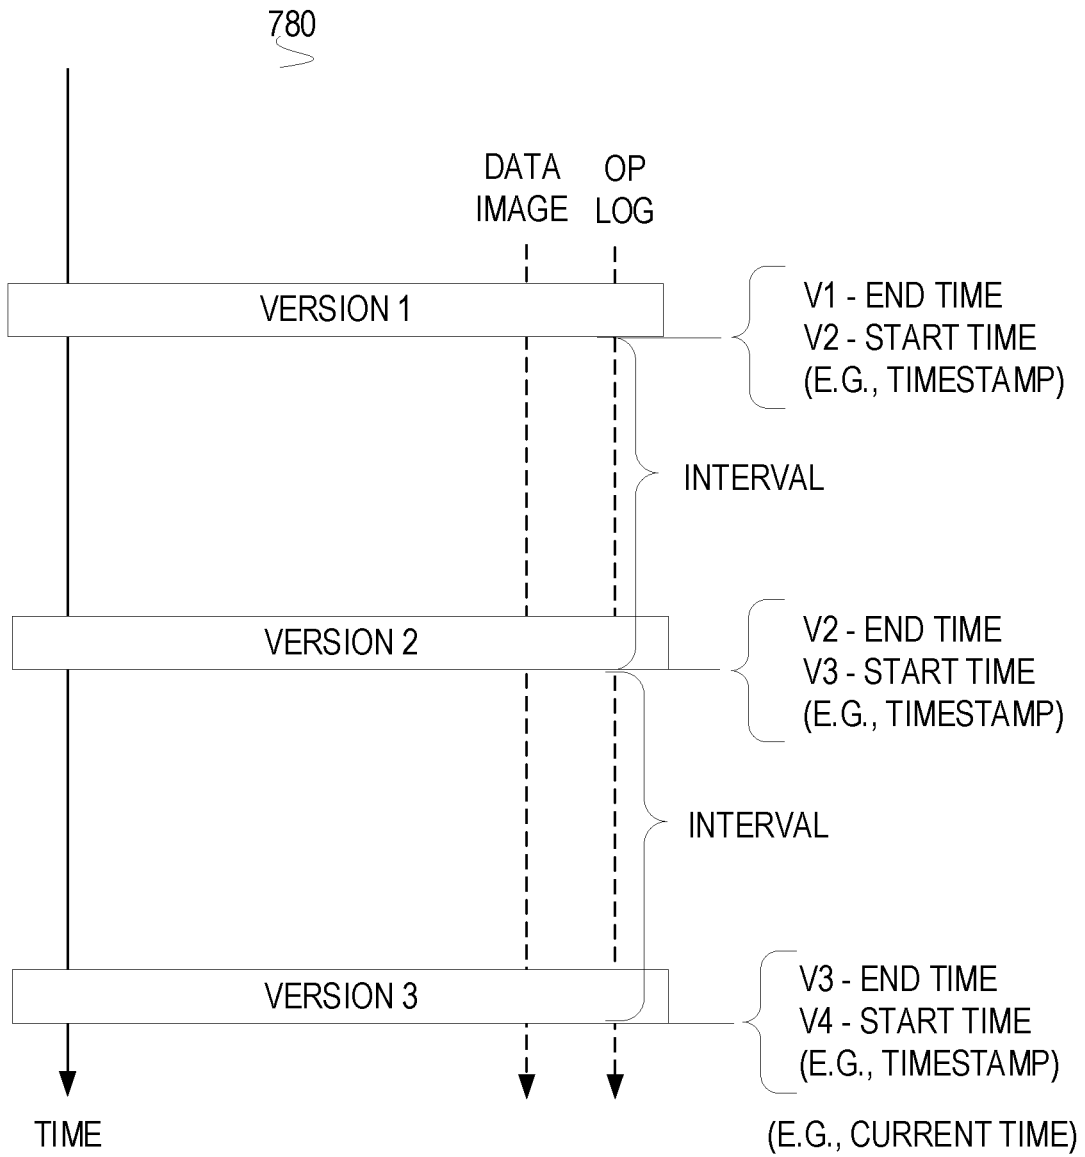 780
DATA OP
IMAGE LOG
VERSION 1
V1 - END TIME
V2 - START TIME
(E.G., TIMESTAMP)
INTERVAL
VERSION 2
V2 - END TIME
V3 - START TIME
(E.G., TIMESTAMP)
INTERVAL
VERSION 3
V3 - END TIME
V4 - START TIME
(E.G., TIMESTAMP)
TIME
(E.G., CURRENT TIME)